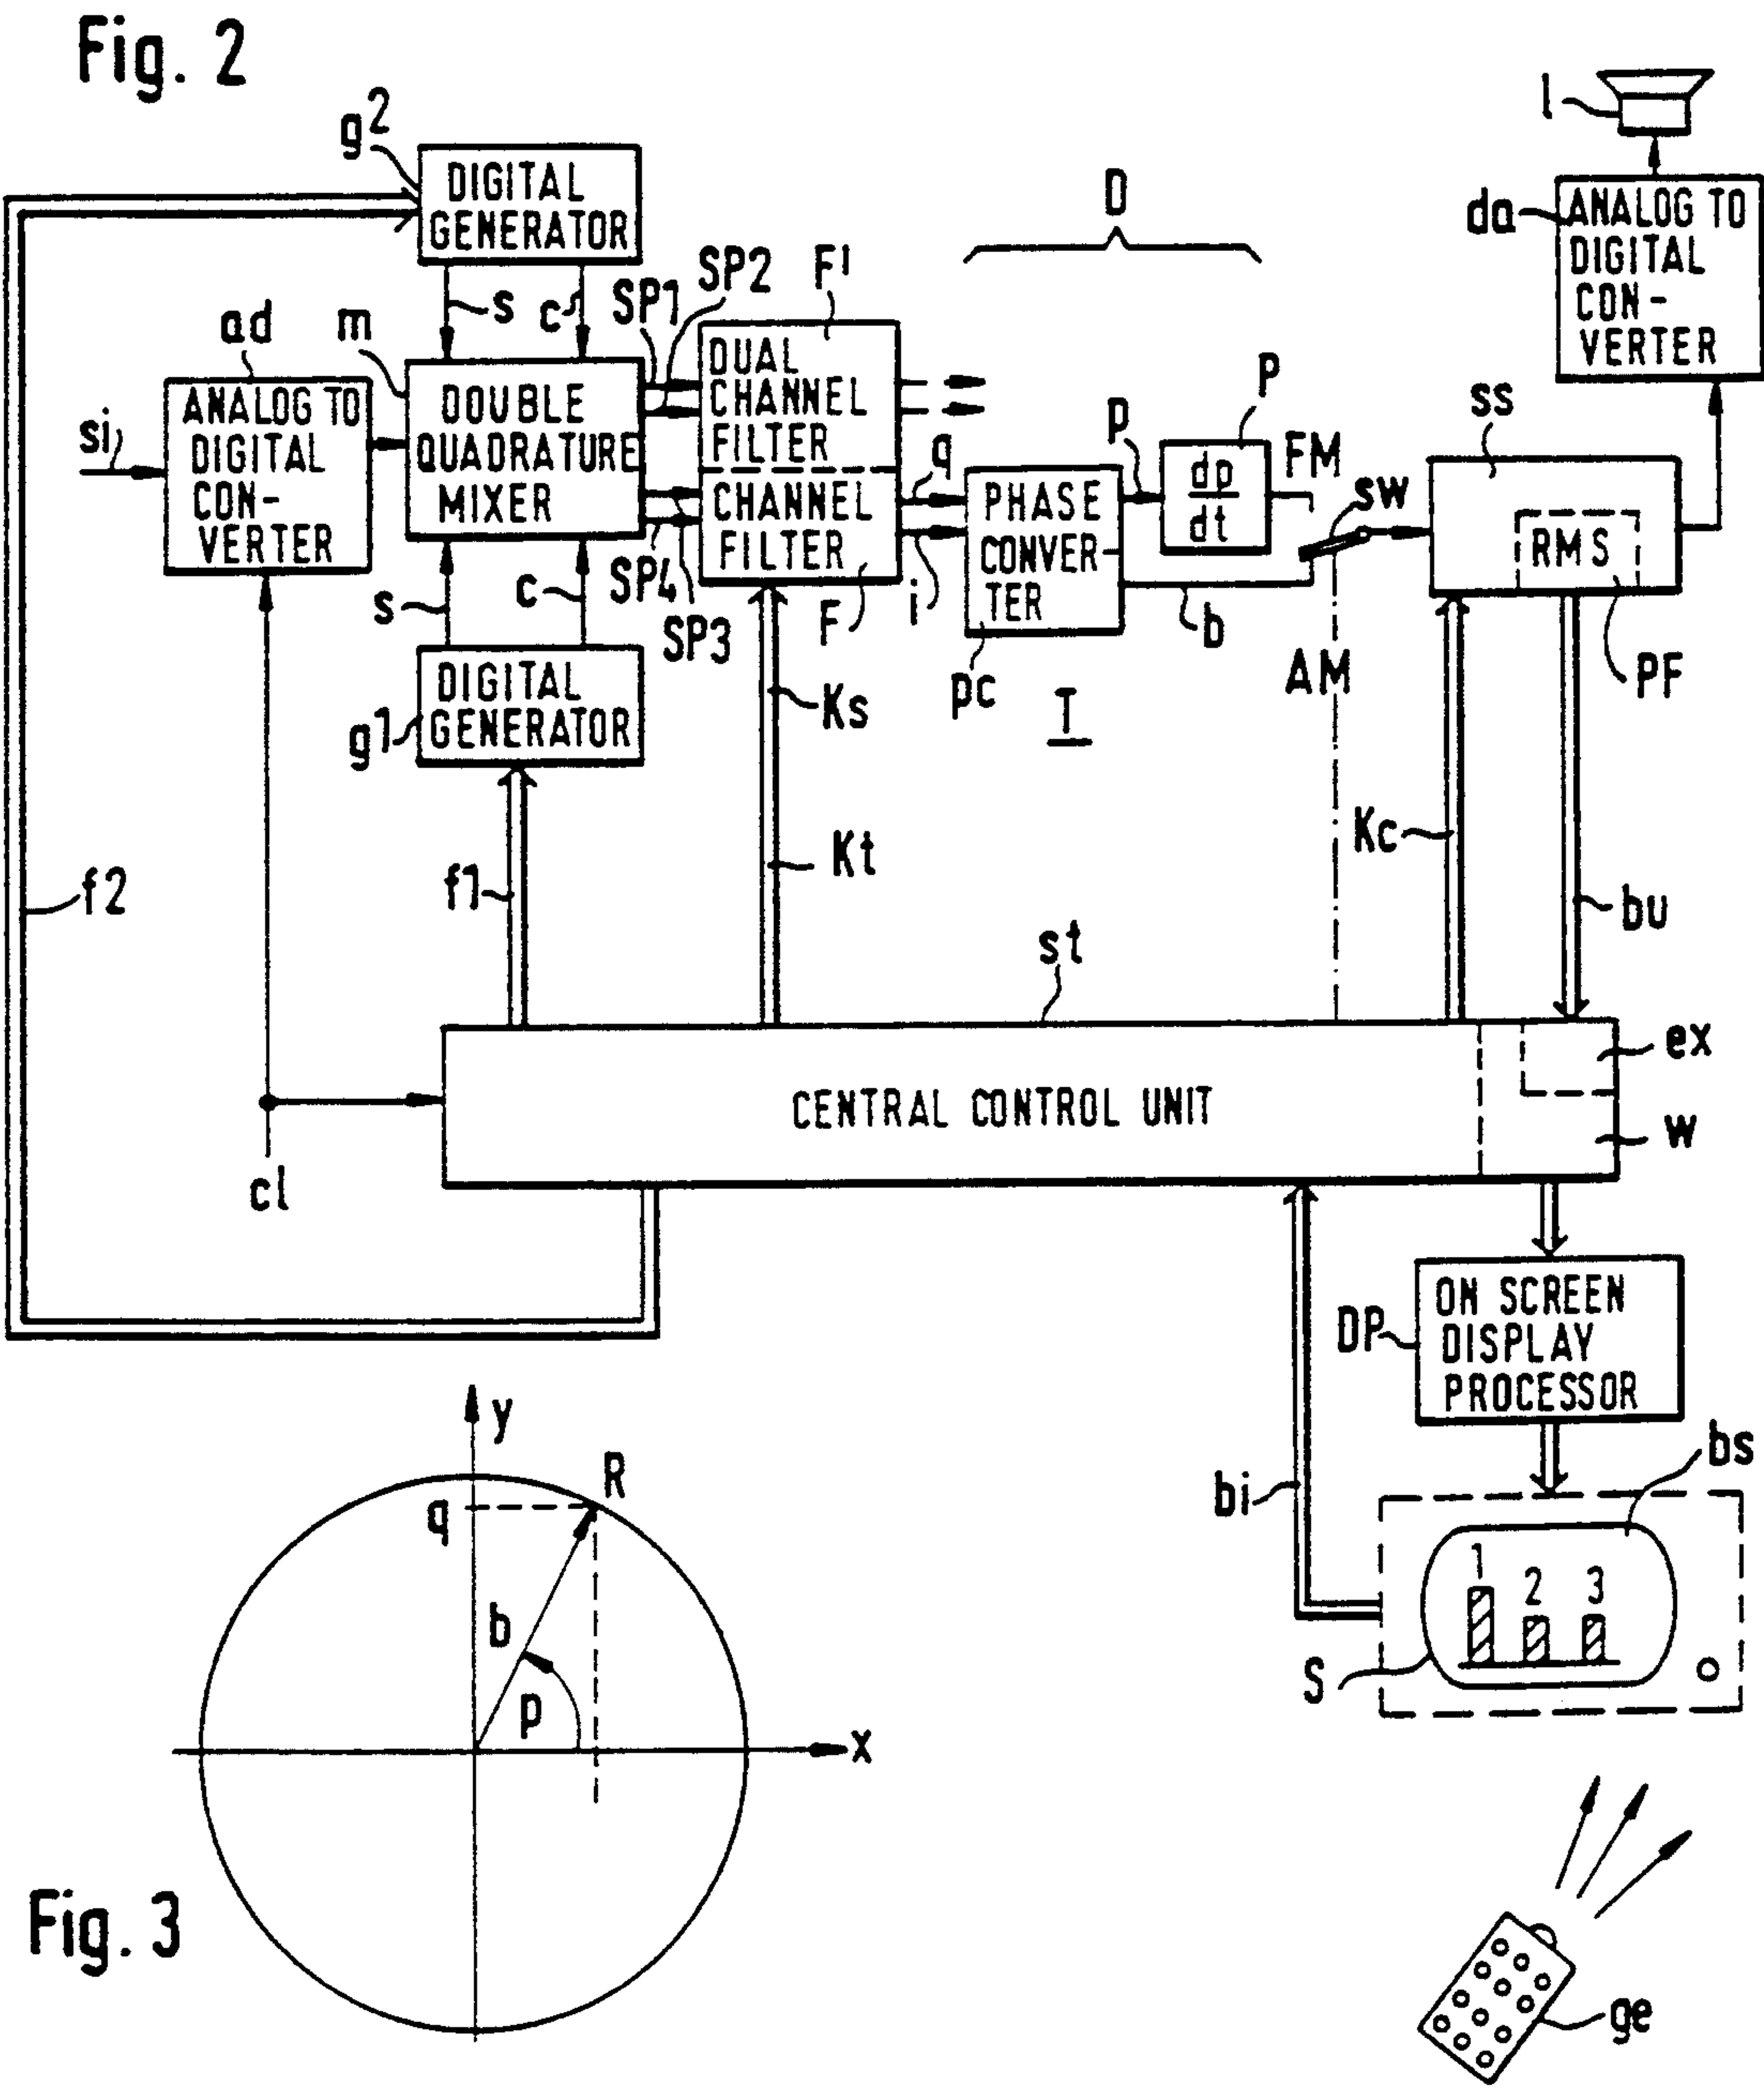 Fig. 2
g2
DIGITAL
GENERATOR
s
c
SP1
SP2
F'
D
l
da
ANALOG TO
DIGITAL
CON-
VERTER
ad
m
si
ANALOG TO
DIGITAL
CON-
VERTER
DOUBLE
QUADRATURE
MIXER
DUAL
CHANNEL
FILTER
CHANNEL
FILTER
q
i
p
P
dp
dt
FM
sw
ss
RMS
PF
PHASE
CONVER-
TER
b
pc
T
AM
s
c
SP4
SP3
F
DIGITAL
GENERATOR
g1
Ks
Kt
Kc
bu
f1
f2
st
ex
w
CENTRAL CONTROL UNIT
cl
DP
ON SCREEN
DISPLAY
PROCESSOR
bi
bs
1
2
3
S
ge
y
R
q
b
p
x
Fig. 3